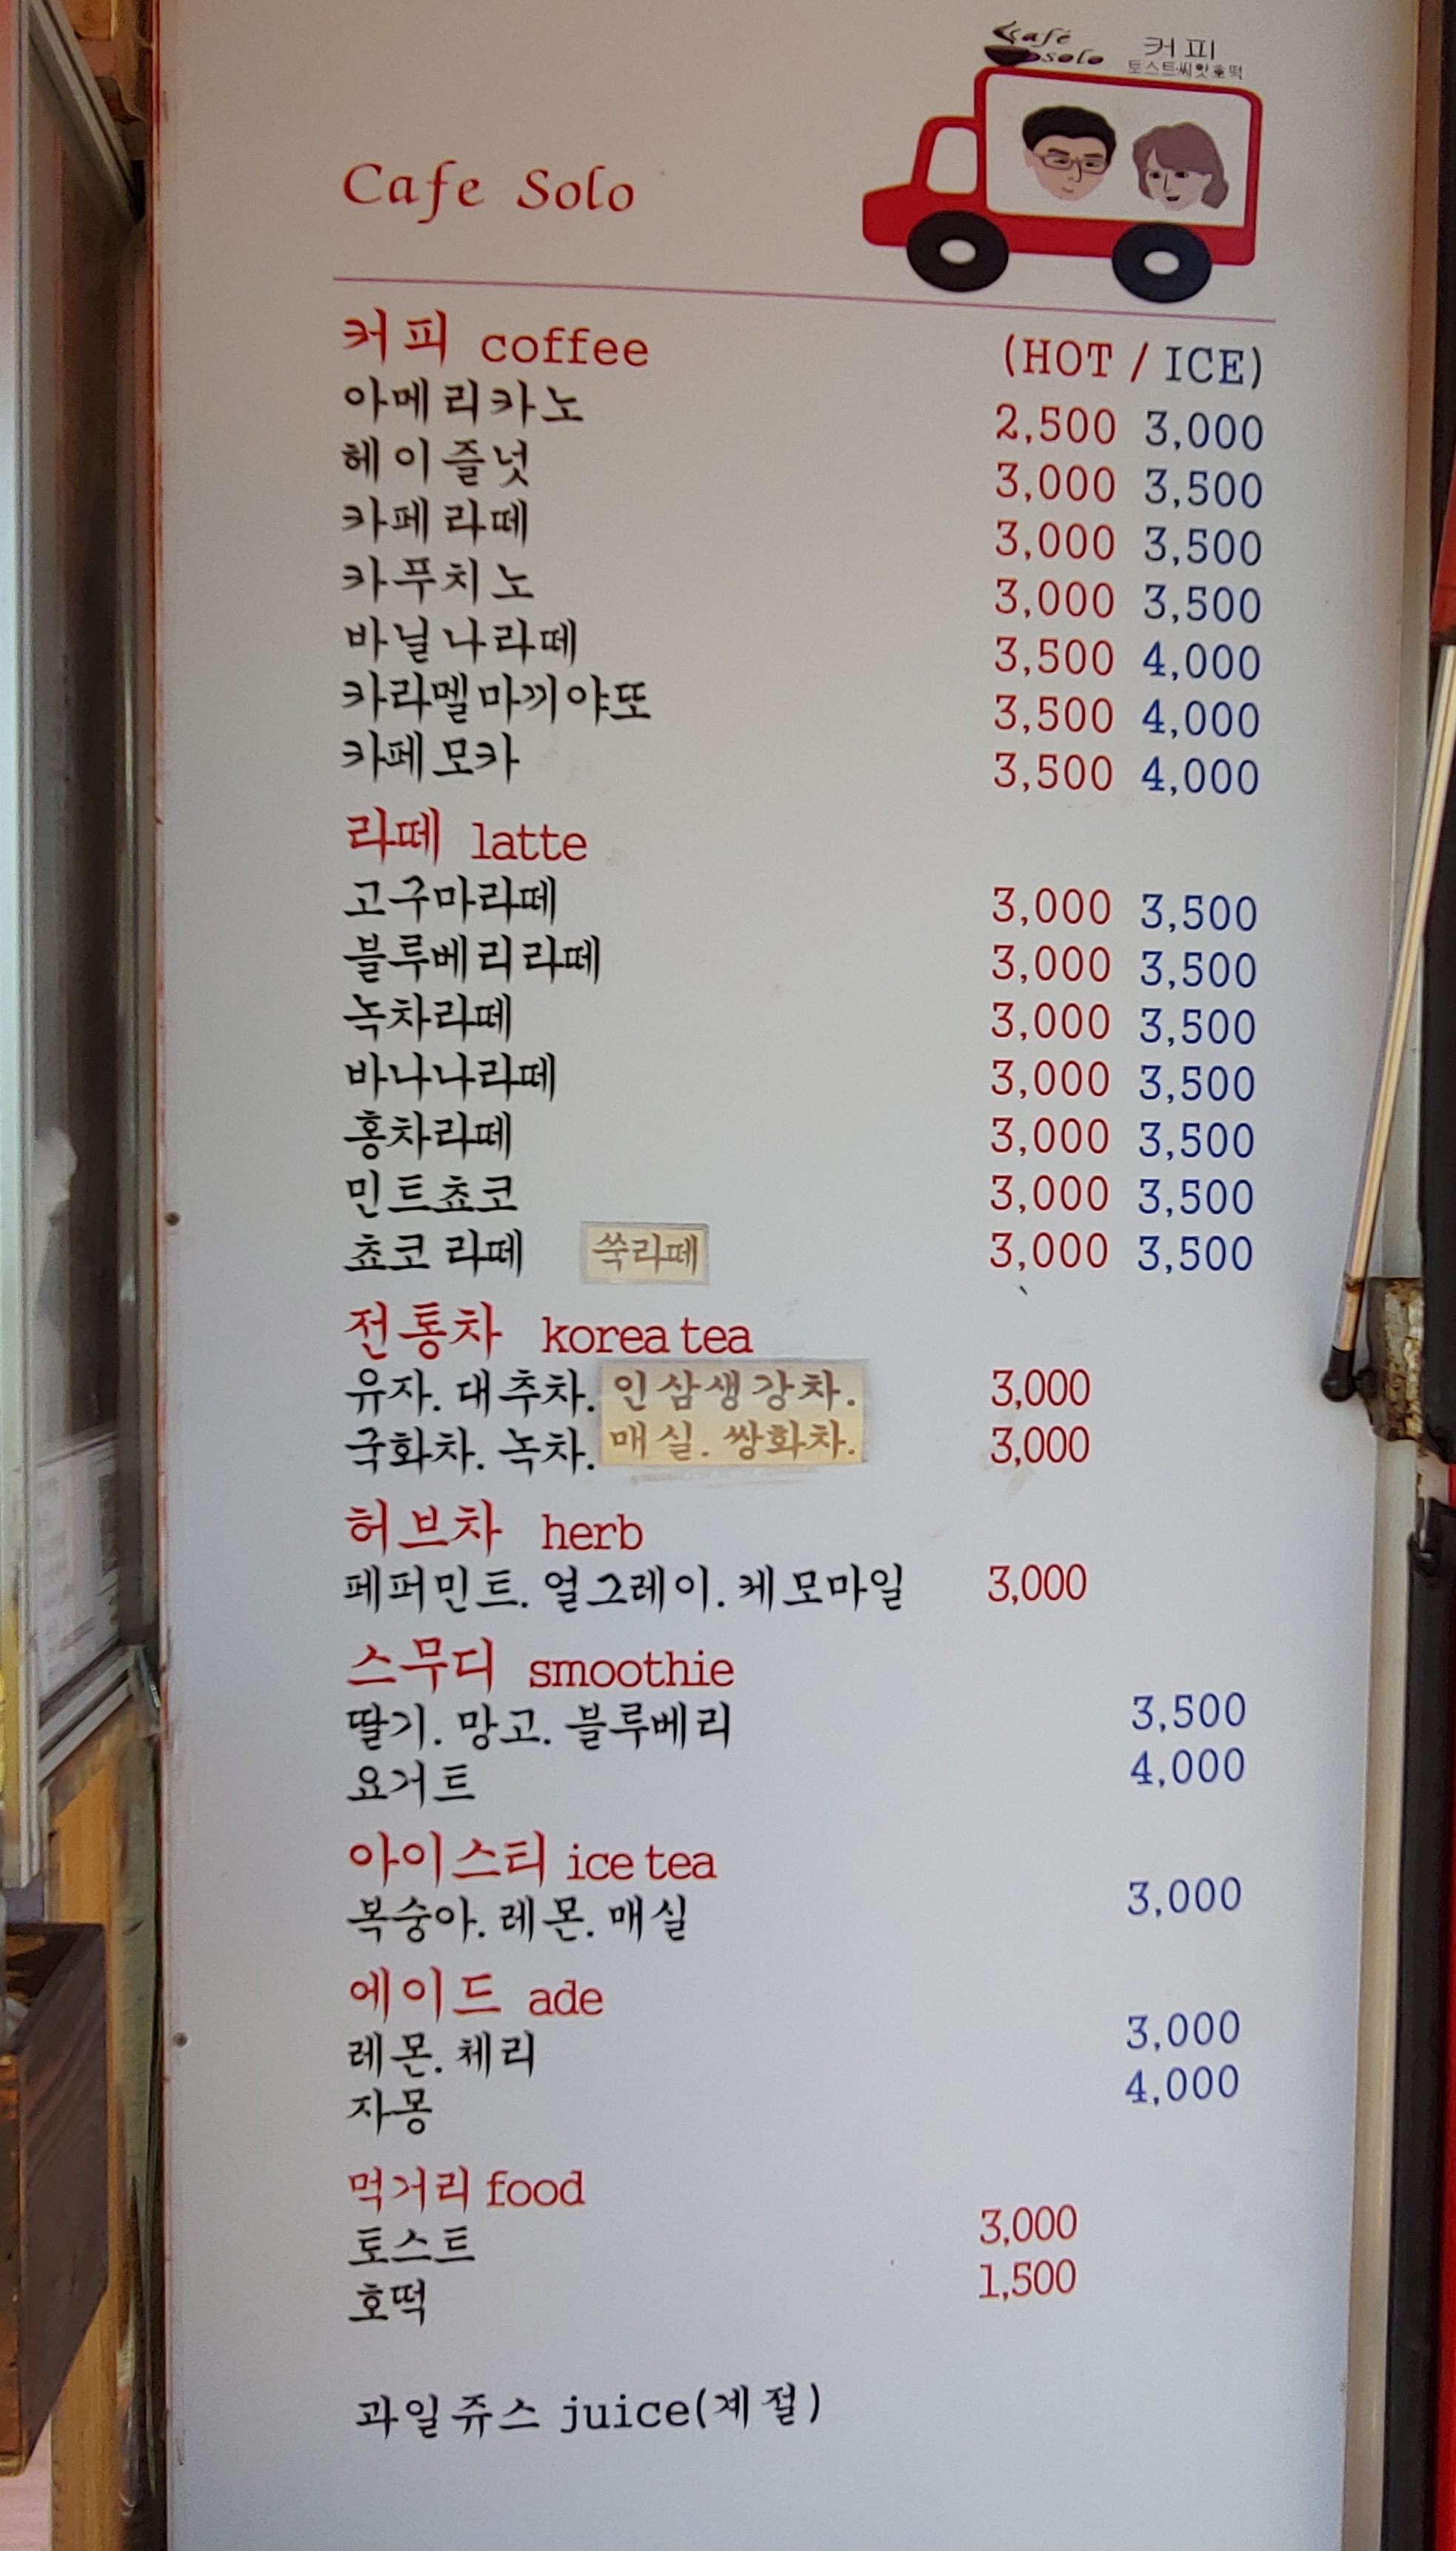 Café solo 커피
토스트씨앗호떡
Cafe Solo
커피 coffee (HOT / ICE)
아메리카노 2,500 3,000
헤이즐넛 3,000 3,500
카페라떼 3,000 3,500
카푸치노 3,000 3,500
바닐나라떼 3,500 4,000
카라멜마끼야또 3,500 4,000
카페모카 3,500 4,000
라떼 latte
고구마라떼 3,000 3,500
블루베리라떼 3,000 3,500
녹차라떼 3,000 3,500
바나나라떼 3,000 3,500
홍차라떼 3,000 3,500
민트쵸코 3,000 3,500
쵸코 라떼 쑥라떼 3,000 3,500
전통차 korea tea
유자. 대추차. 인삼생강차. 3,000
국화차. 녹차. 매실. 쌍화차. 3,000
허브차 herb
페퍼민트. 얼그레이. 케모마일 3,000
스무디 smoothie
딸기. 망고. 블루베리 3,500
요거트 4,000
아이스티 ice tea
복숭아. 레몬. 매실 3,000
에이드 ade
레몬. 체리 3,000
자몽 4,000
먹거리 food
토스트 3,000
호떡 1,500
과일쥬스 juice(계절)